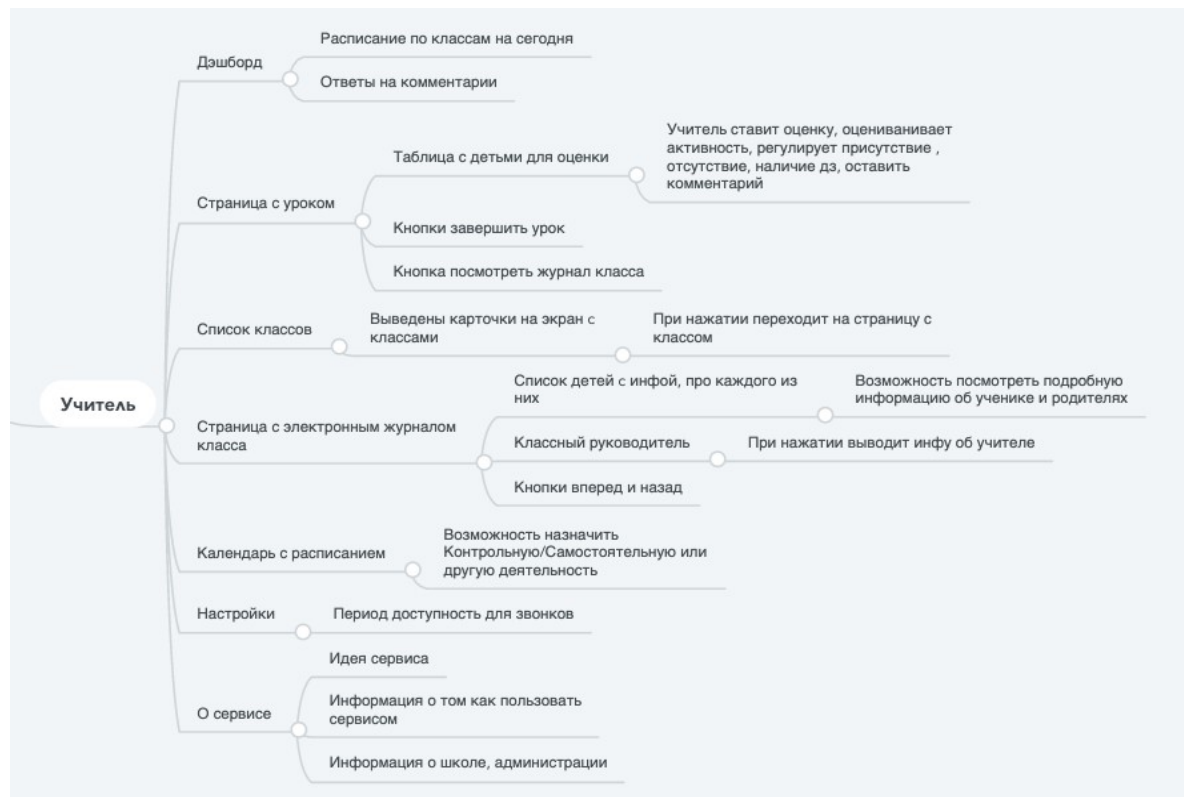 Расписание по классам на сегодня
Дэшборд
Ответы на комментарии
Учитель ставит оценку, оцениванивает
активность, регулирует присутствие ,
отсутствие, наличие дз, оставить
комментарий
Таблица с детьми для оценки
Страница с уроком
Кнопки завершить урок
Кнопка посмотреть журнал класса
Список классов
Выведены карточки на экран с
классами
При нажатии переходит на страницу с
классом
Учитель
Список детей с инфой, про каждого из
них
Возможность посмотреть подробную
информацию об ученике и родителях
Страница с электронным журналом
класса
Классный руководитель
При нажатии выводит инфу об учителе
Кнопки вперед и назад
Календарь с расписанием
Возможность назначить
Контрольную/Самостоятельную или
другую деятельность
Настройки
Период доступность для звонков
Идея сервиса
О сервисе
Информация о том как пользовать
сервисом
Информация о школе, администрации